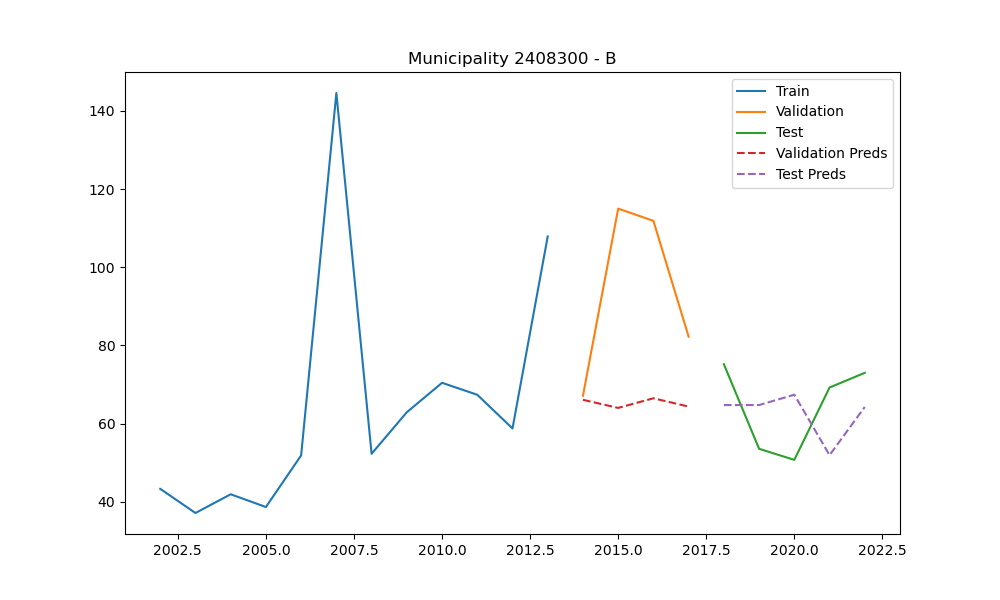 Municipality 2408300 - B
Train
Validation
Test
Validation Preds
Test Preds
140
120
100
80
60
40
2002.5 2005.0 2007.5 2010.0 2012.5 2015.0 2017.5 2020.0 2022.5